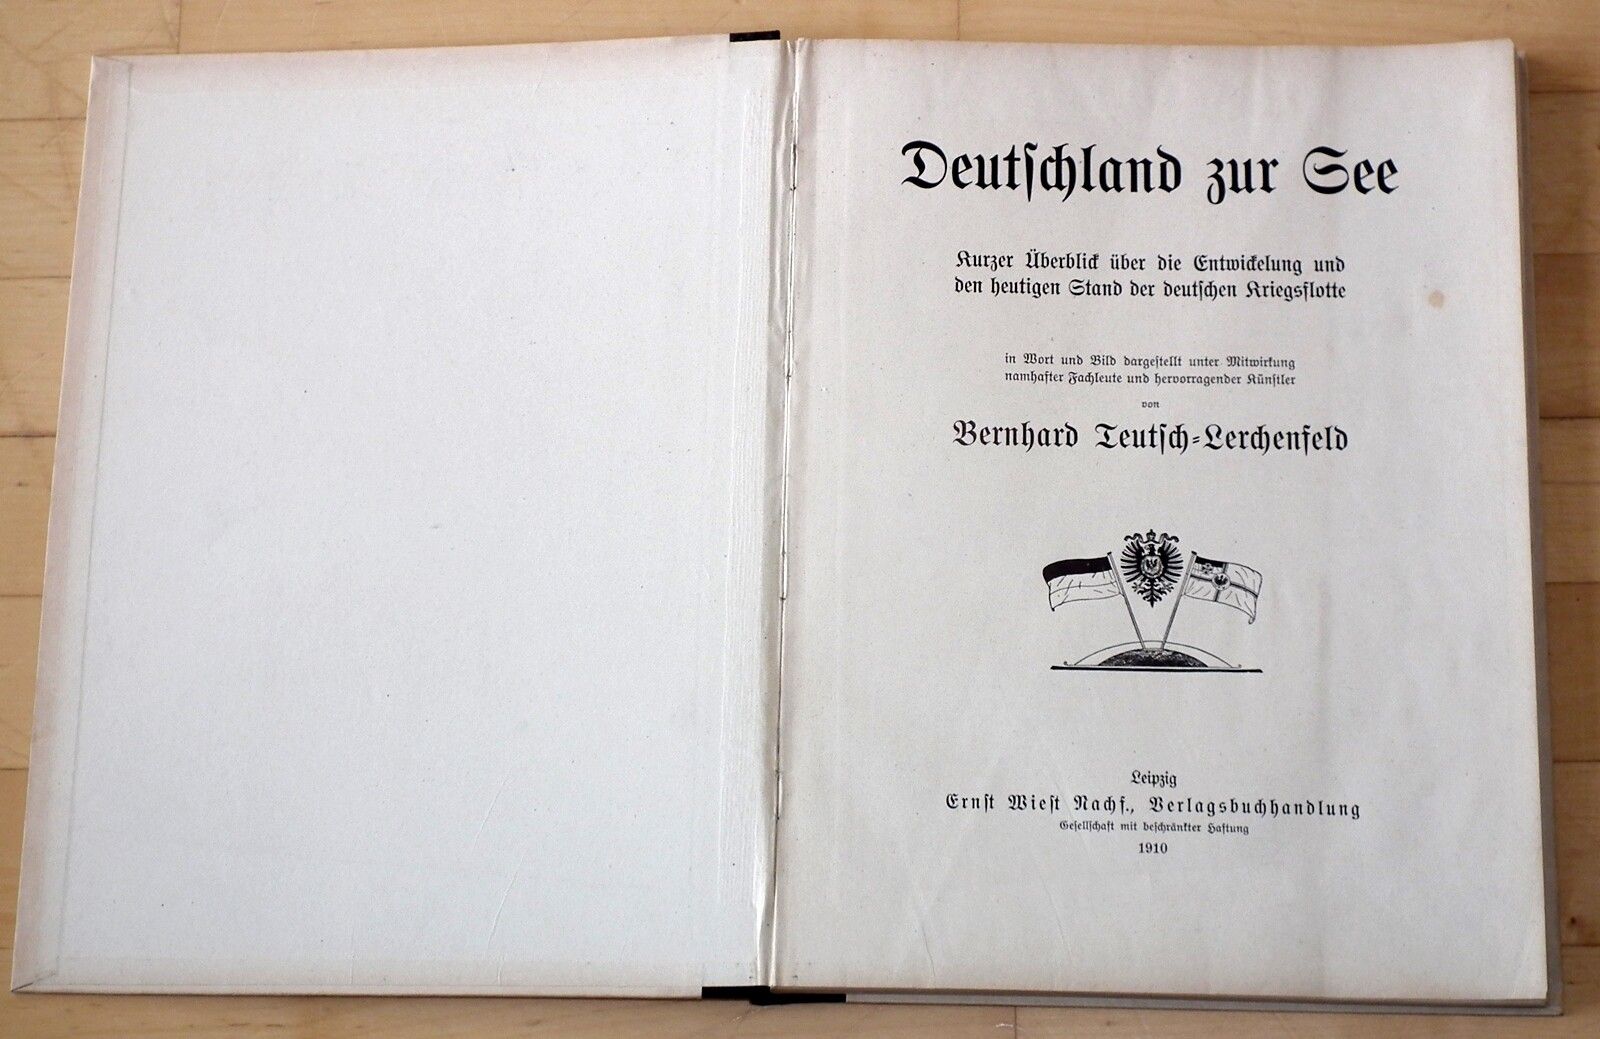 Deutſchland zur See
Kurzer Überblick über die Entwickelung und
den heutigen Stand der deutſchen Kriegsflotte
in Wort und Bild dargeſtellt unter Mitwirkung
namhafter Fachleute und hervorragender Künſtler
von
Bernhard Teutſch⸗Lerchenfeld
Leipzig
Ernſt Wieſt Nachf., Verlagsbuchhandlung
Geſellſchaft mit beſchränkter Haftung
1910